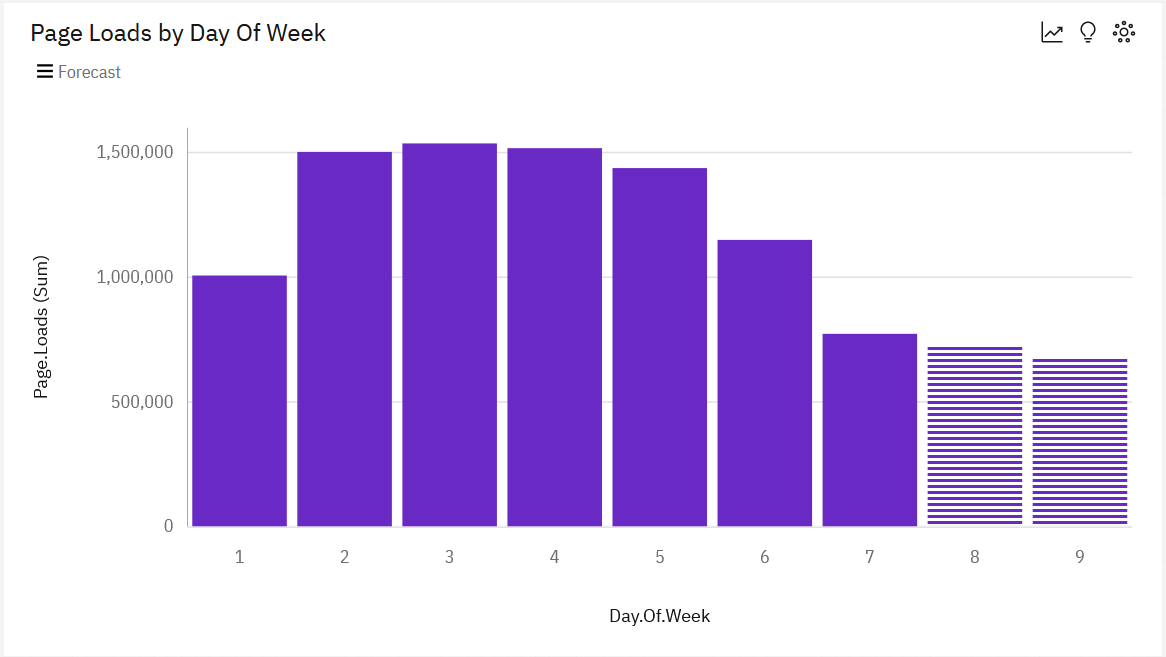 Page Loads by Day Of Week
Forecast
Page.Loads (Sum)
1,500,000
1,000,000
500,000
0
1 2 3 4 5 6 7 8 9
Day.Of.Week